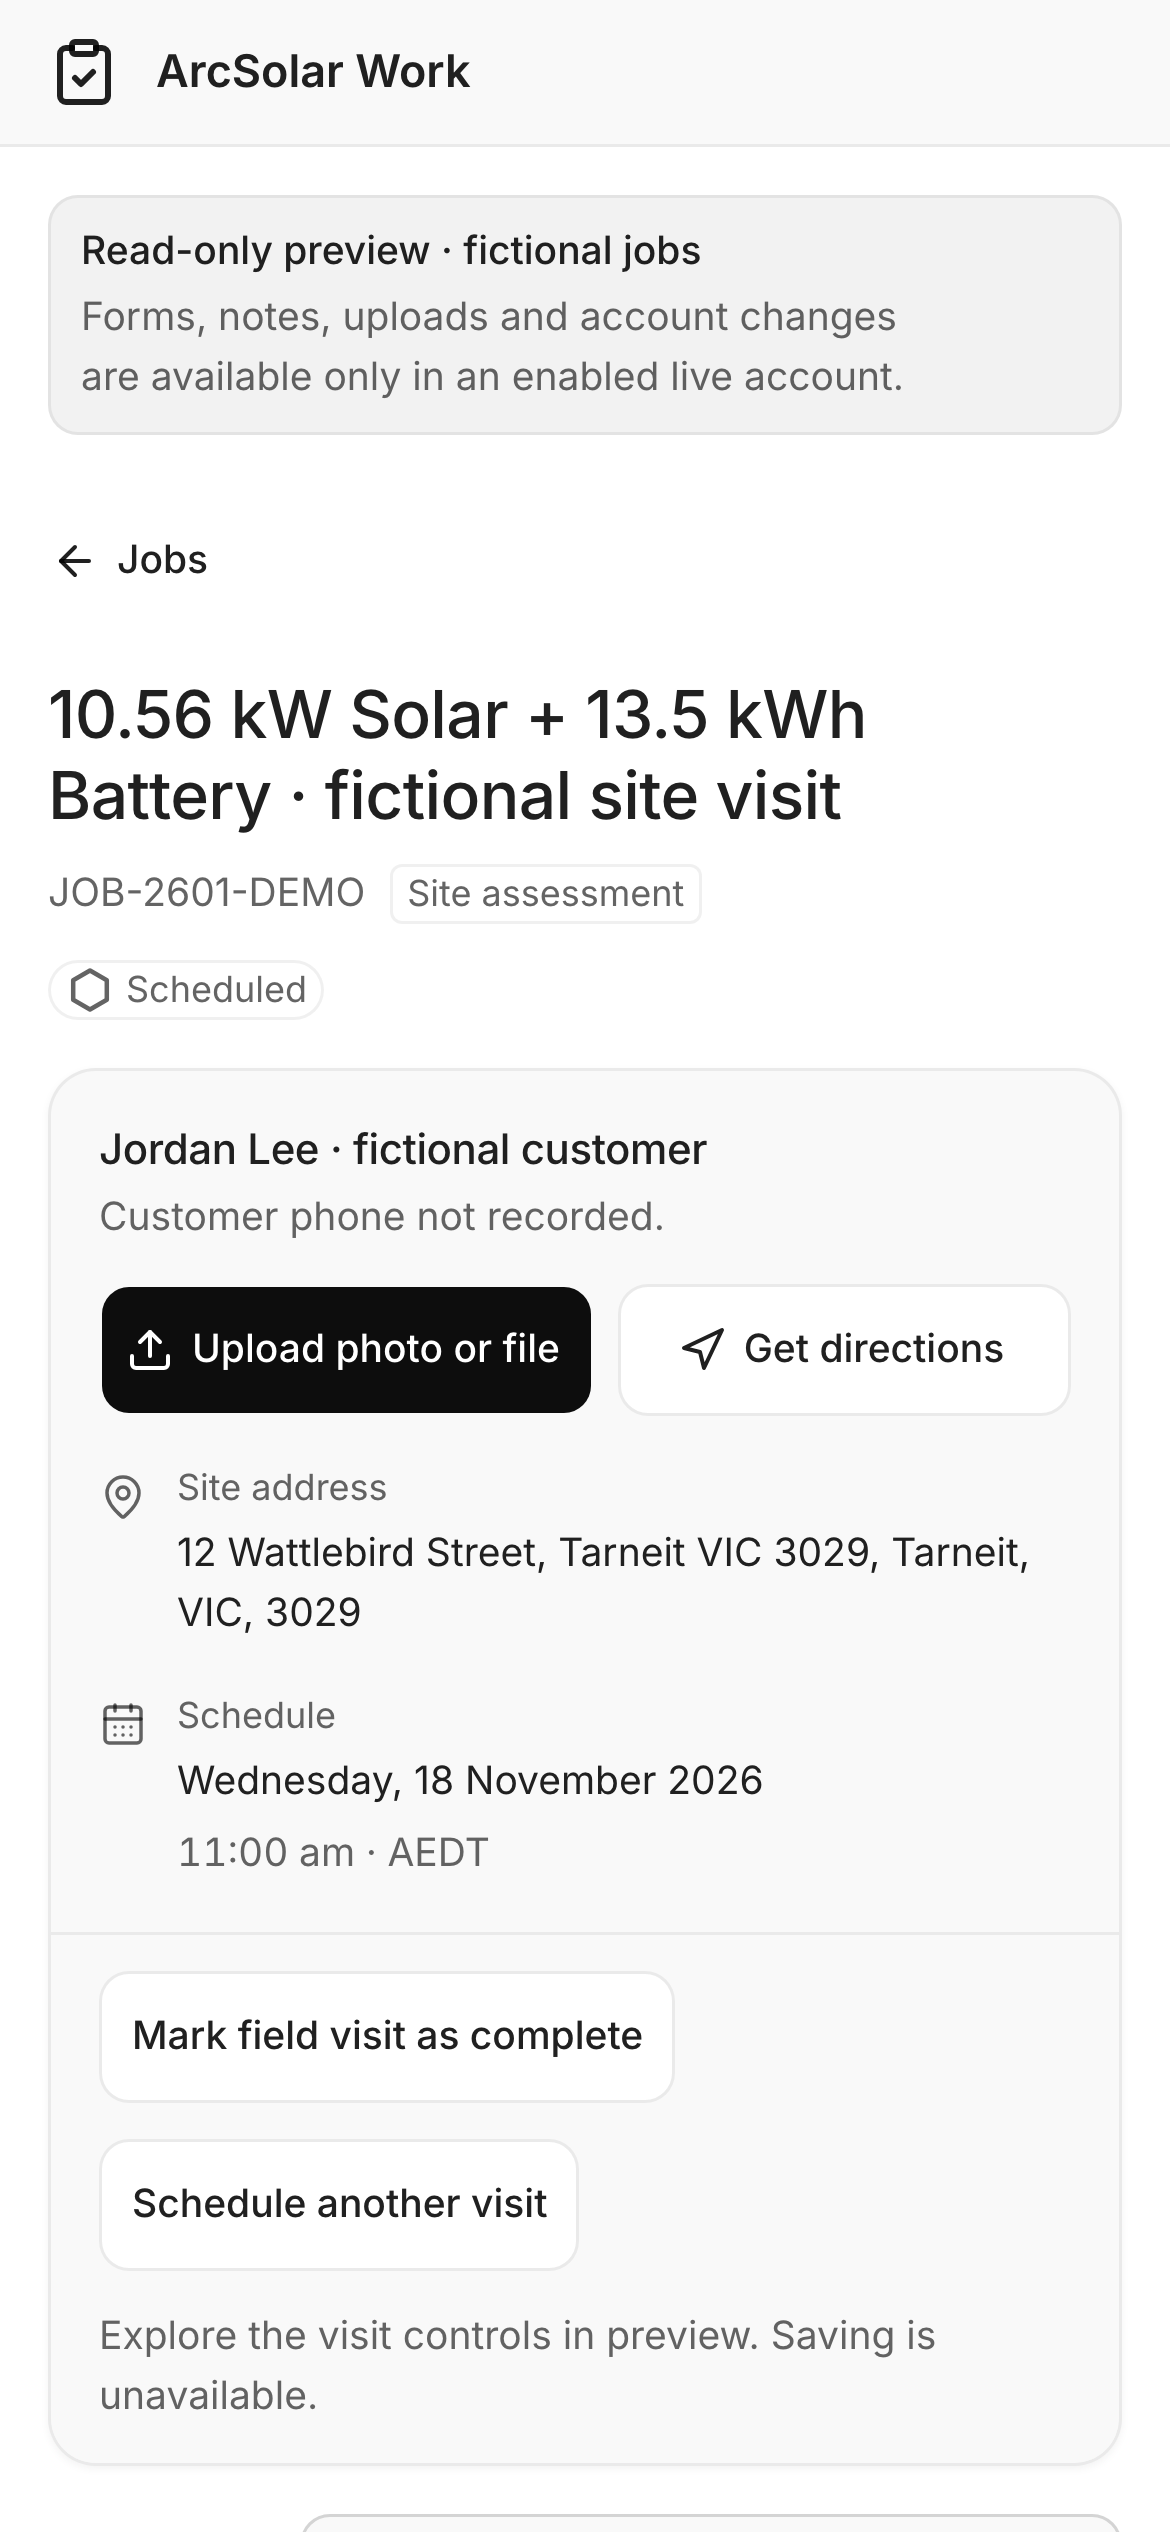 ArcSolar Work
Read-only preview · fictional jobs
Forms, notes, uploads and account changes
are available only in an enabled live account.
Jobs
10.56 kW Solar + 13.5 kWh
Battery · fictional site visit
JOB-2601-DEMO Site assessment
Scheduled
Jordan Lee · fictional customer
Customer phone not recorded.
Upload photo or file Get directions
Site address
12 Wattlebird Street, Tarneit VIC 3029, Tarneit,
VIC, 3029
Schedule
Wednesday, 18 November 2026
11:00 am · AEDT
Mark field visit as complete
Schedule another visit
Explore the visit controls in preview. Saving is
unavailable.